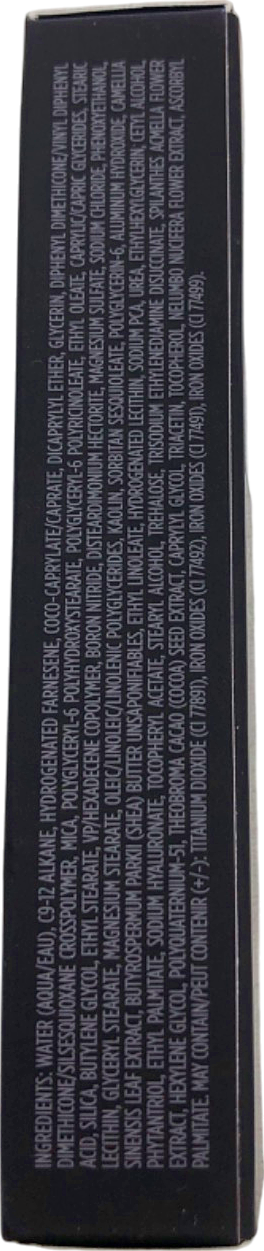 INGREDIENTS: WATER (AQUA/EAU), C9-12 ALKANE, HYDROGENATED FARNESENE, COCO-CAPRYLATE/CAPRATE, DICAPRYLYL ETHER, GLYCERIN, DIPHENYL DIMETHICONE/VINYL DIPHENYL
DIMETHICONE/SILSESQUIOXANE CROSSPOLYMER, MICA, POLYGLYCERYL-6 POLYHYDROXYSTEARATE, POLYGLYCERYL-6 POLYRICINOLEATE, ETHYL OLEATE, CAPRYLIC/CAPRIC GLYCERIDES, STEARIC
ACID, SILICA, BUTYLENE GLYCOL, ETHYL STEARATE, VP/HEXADECENE COPOLYMER, BORON NITRIDE, DISTEARDIMONIUM HECTORITE, MAGNESIUM SULFATE, SODIUM CHLORIDE, PHENOXYETHANOL,
LECITHIN, GLYCERYL STEARATE, MAGNESIUM STEARATE, OLEIC/LINOLEIC/LINOLENIC POLYGLYCERIDES, KAOLIN, SORBITAN SESQUIOLEATE, POLYGLYCERIN-6, ALUMINUM HYDROXIDE, CAMELLIA
SINENSIS LEAF EXTRACT, BUTYROSPERMUM PARKII (SHEA) BUTTER UNSAPONIFIABLES, ETHYL LINOLEATE, HYDROGENATED LECITHIN, SODIUM PCA, UREA, ETHYLHEXYLGLYCERIN, CETYL ALCOHOL,
PHYTANTRIOL, ETHYL PALMITATE, SODIUM HYALURONATE, TOCOPHERYL ACETATE, STEARYL ALCOHOL, TREHALOSE, TRISODIUM ETHYLENEDIAMINE DISUCCINATE, SPILANTHES ACMELLA FLOWER
EXTRACT, HEXYLENE GLYCOL, POLYQUATERNIUM-51, THEOBROMA CACAO (COCOA) SEED EXTRACT, CAPRYLYL GLYCOL, TRIACETIN, TOCOPHEROL, NELUMBO NUCIFERA FLOWER EXTRACT, ASCORBYL
PALMITATE. MAY CONTAIN/PEUT CONTENIR (+/-): TITANIUM DIOXIDE (CI 77891), IRON OXIDES (CI 77492), IRON OXIDES (CI 77491), IRON OXIDES (CI 77499).